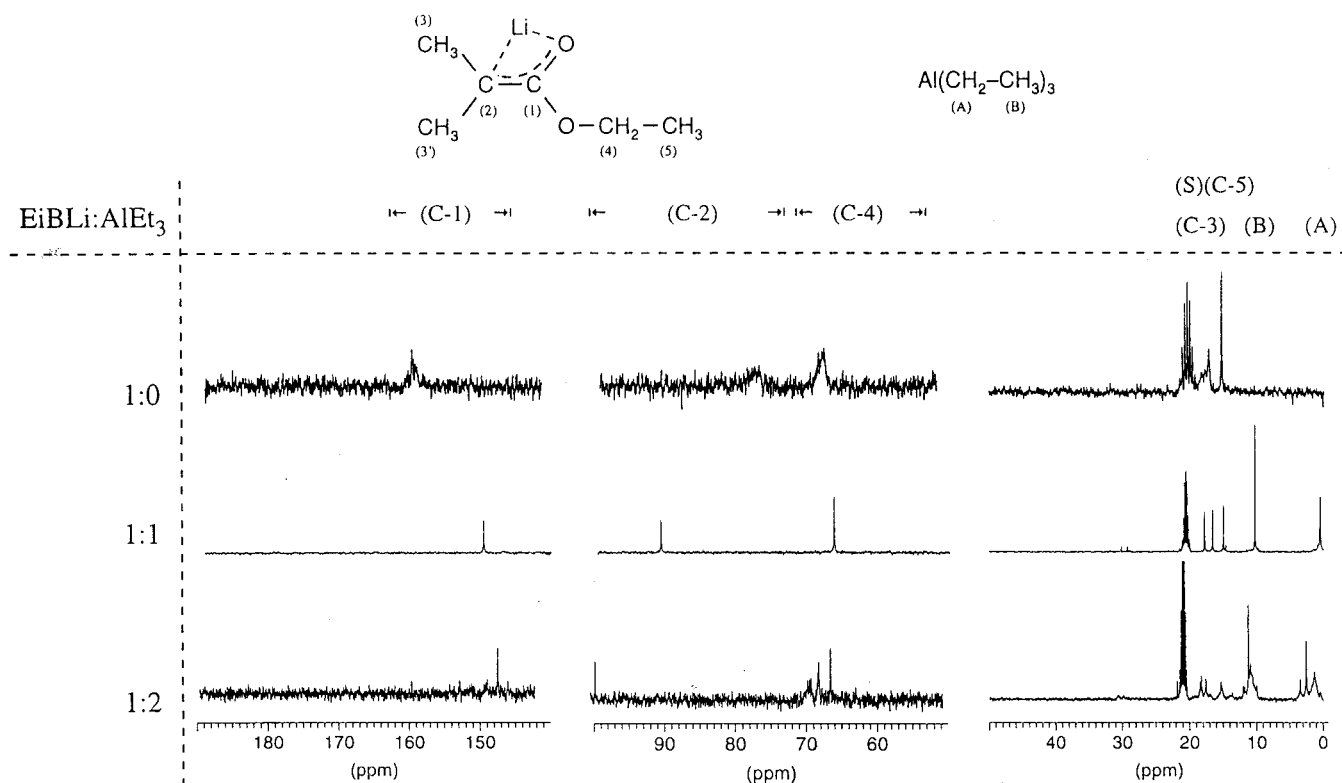 (3)
Li
CH3
O
C=C
(2) (1)
CH3
(3')
O–CH2–CH3
(4) (5)
Al(CH2–CH3)3
(A) (B)
(S)(C-5)
EiBLi:AlEt3
(C-1)
(C-2)
(C-4)
(C-3) (B) (A)
1:0
1:1
1:2
180 170 160 150
(ppm)
90 80 70 60
(ppm)
40 30 20 10 0
(ppm)